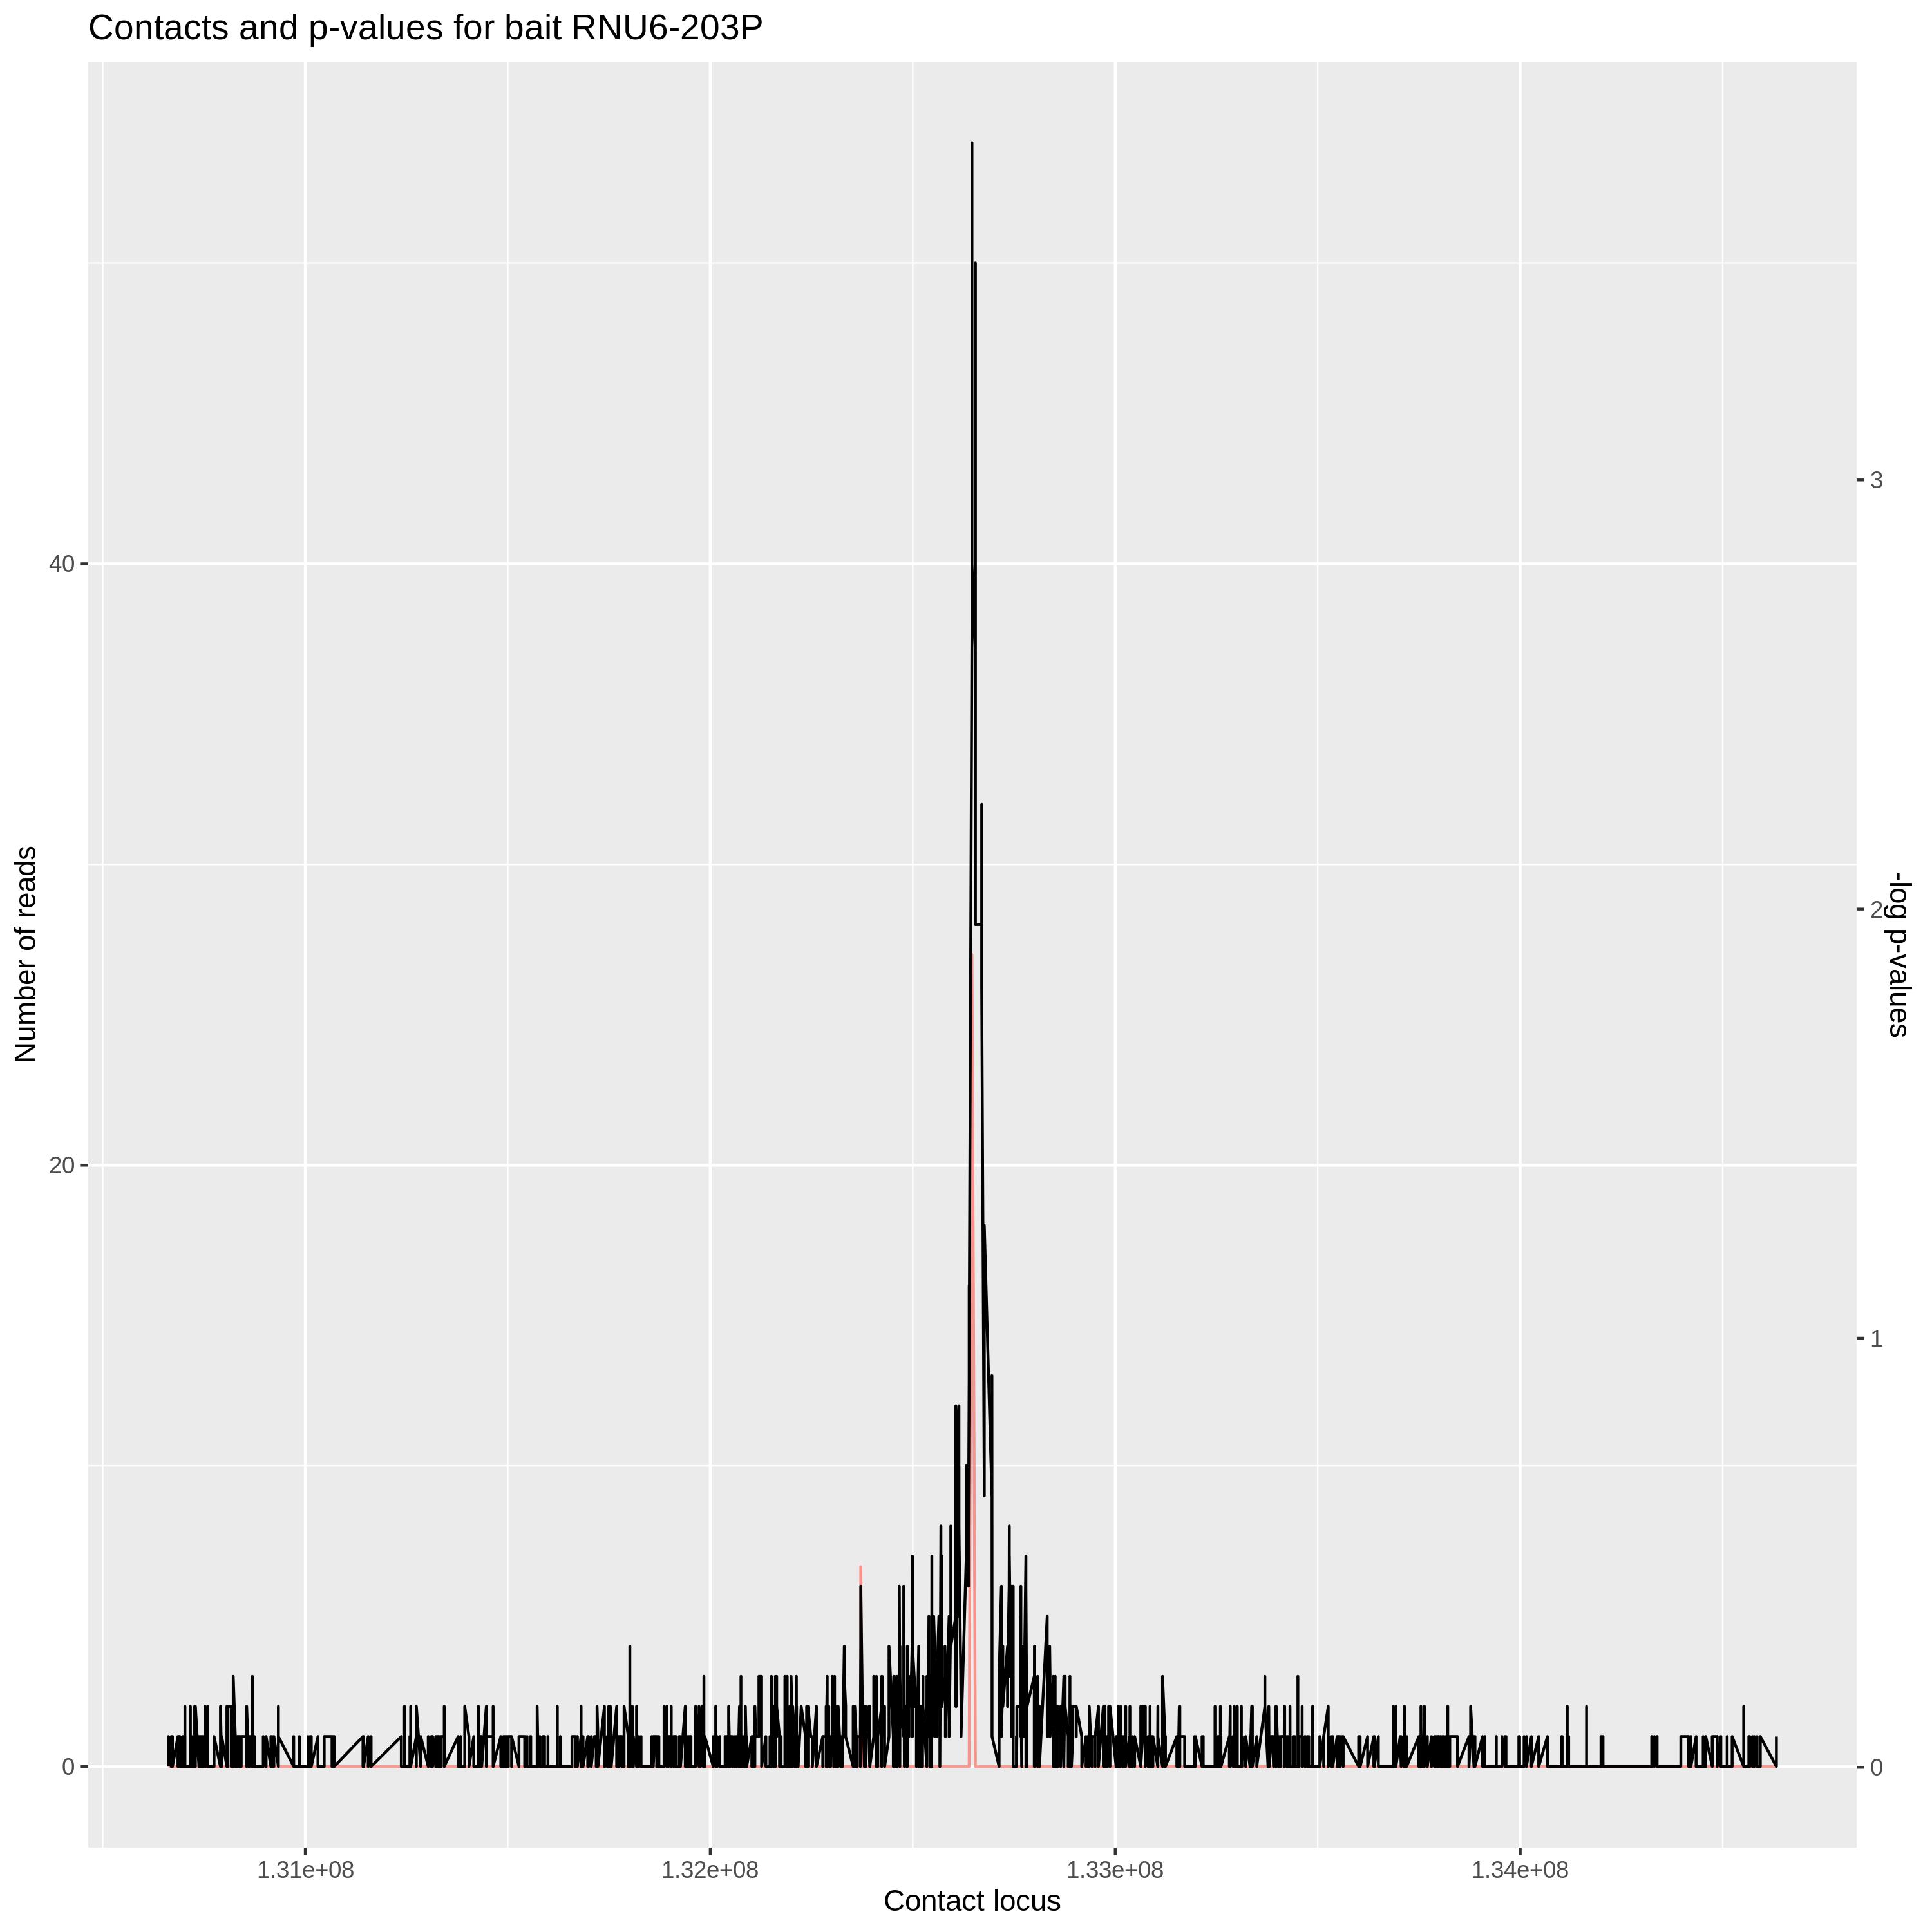 Contacts and p-values for bait RNU6-203P
Number of reads
40
20
0
3
2
1
0
-log p-values
1.31e+08
1.32e+08
1.33e+08
1.34e+08
Contact locus